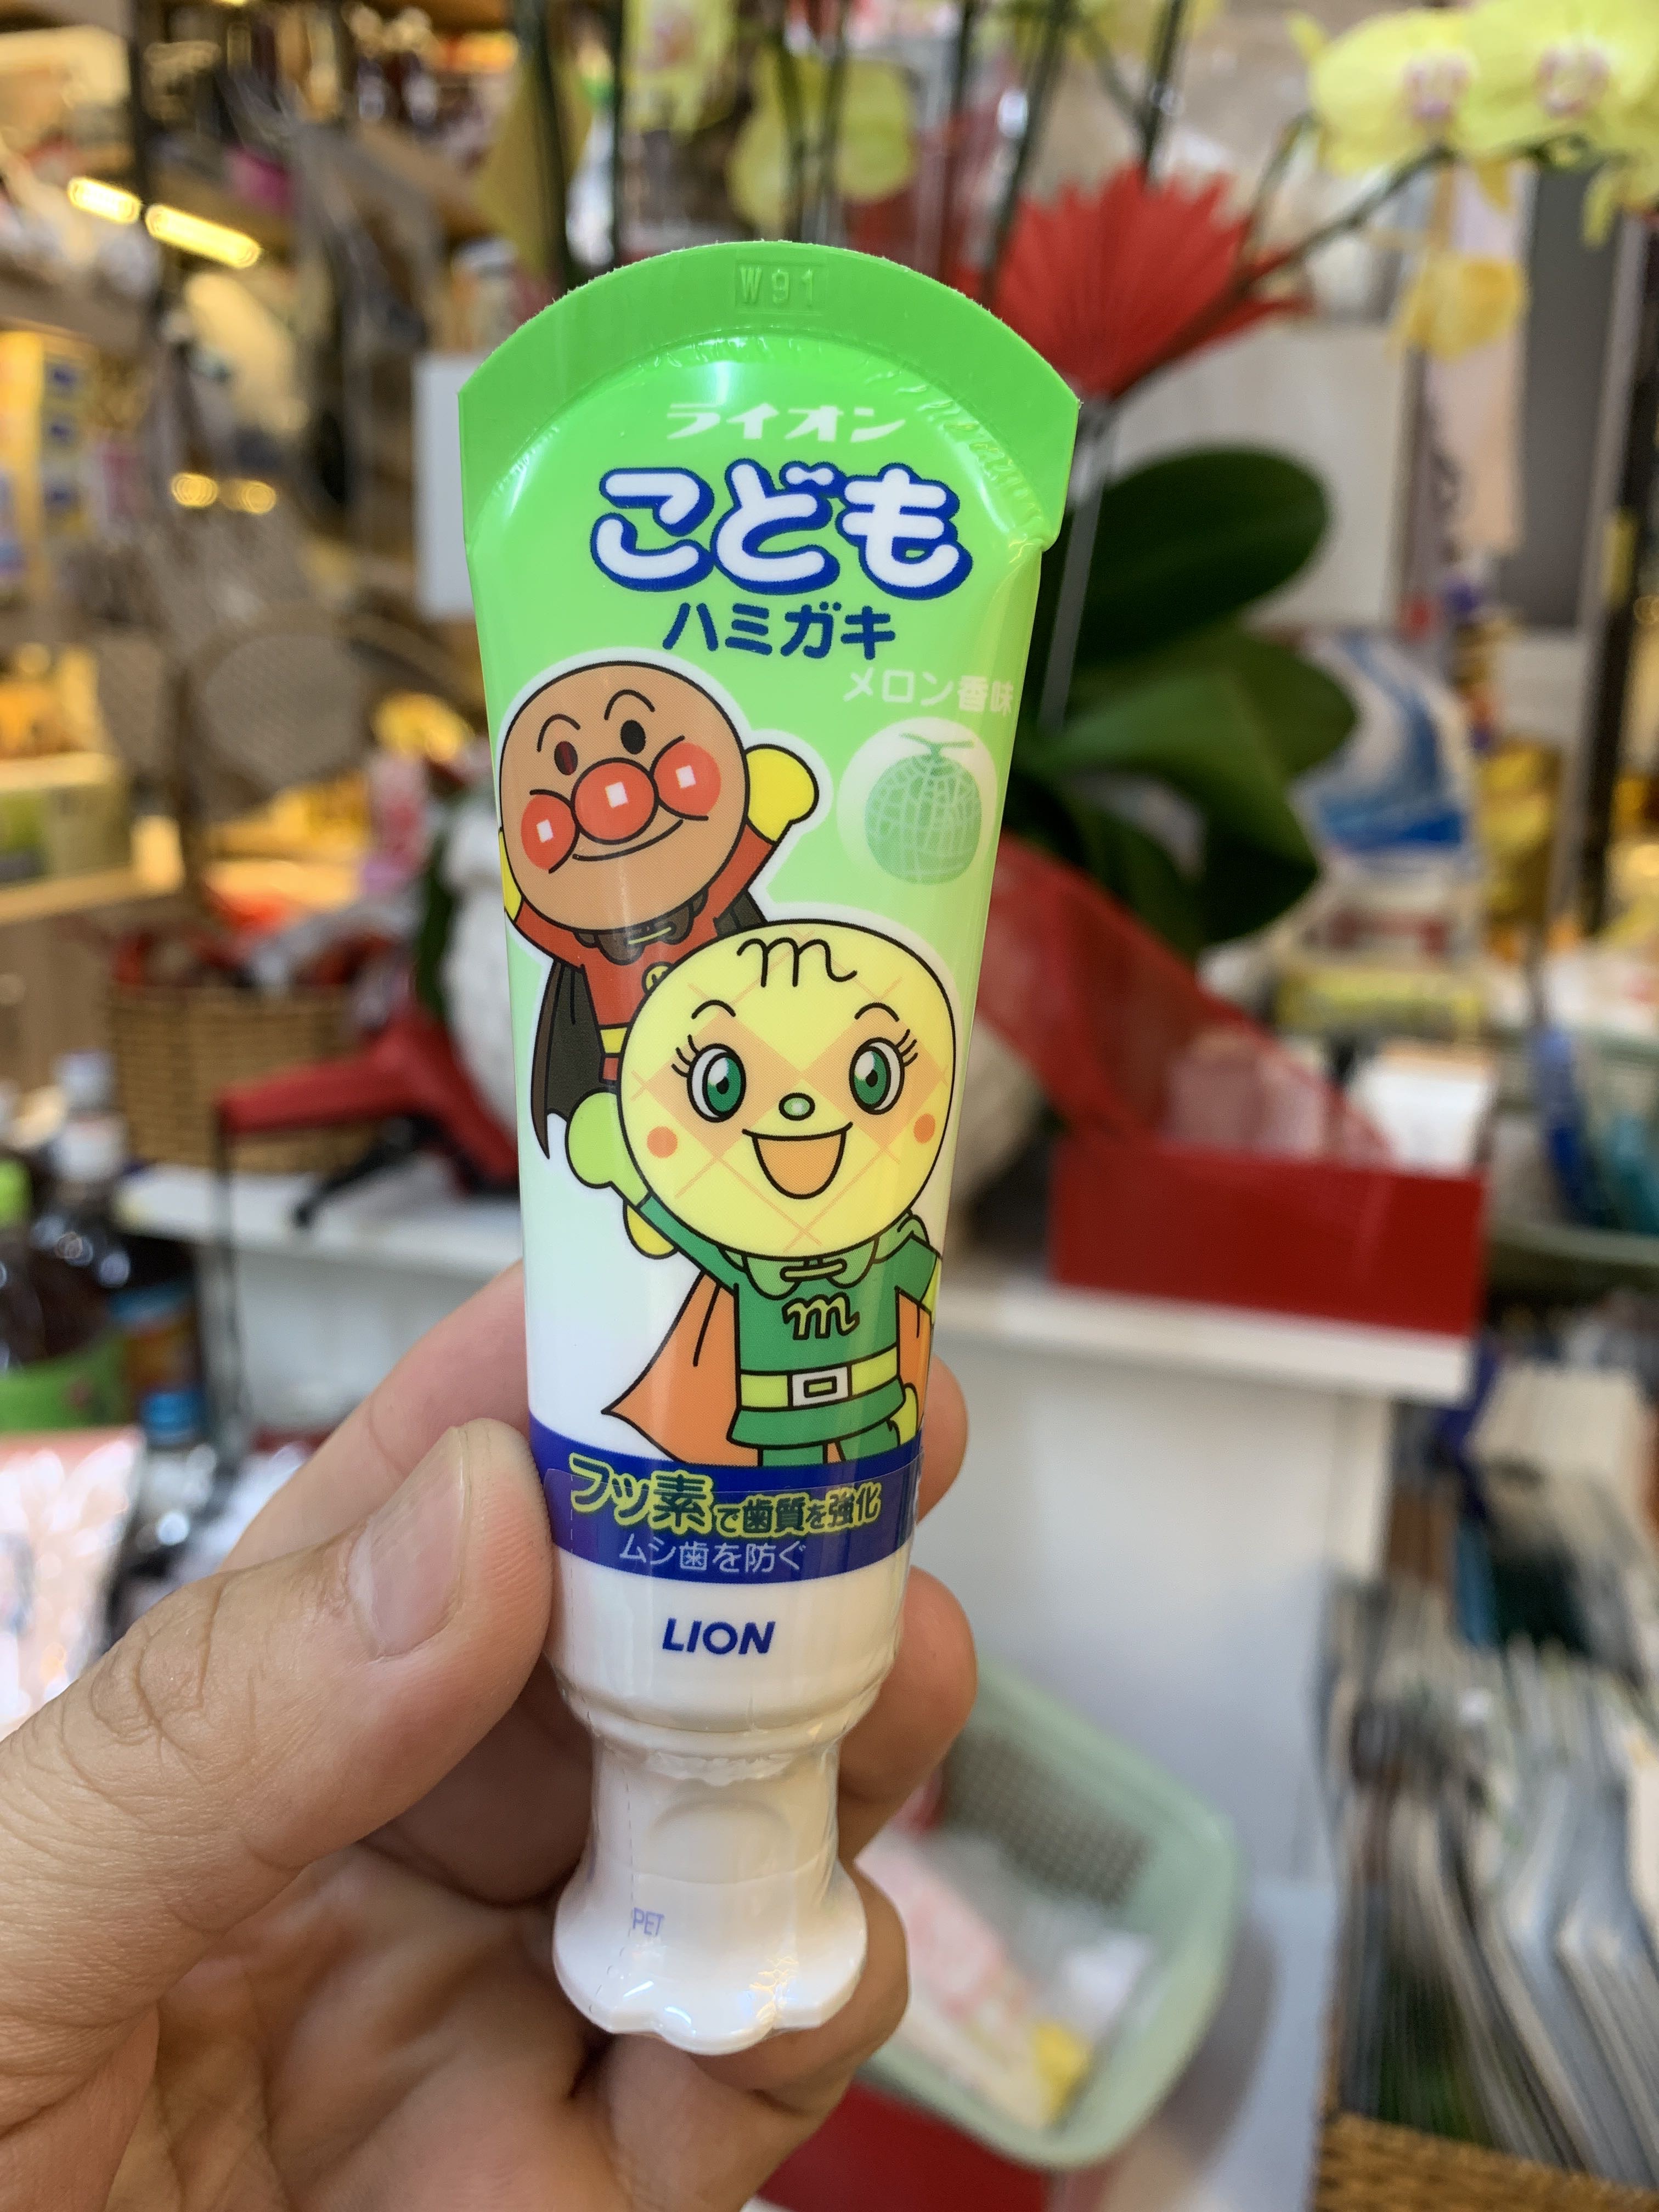 W91
ライオン
こども
ハミガキ
メロン香味
m
m
フッ素で歯質を強化
ムシ歯を防ぐ
LION
PET